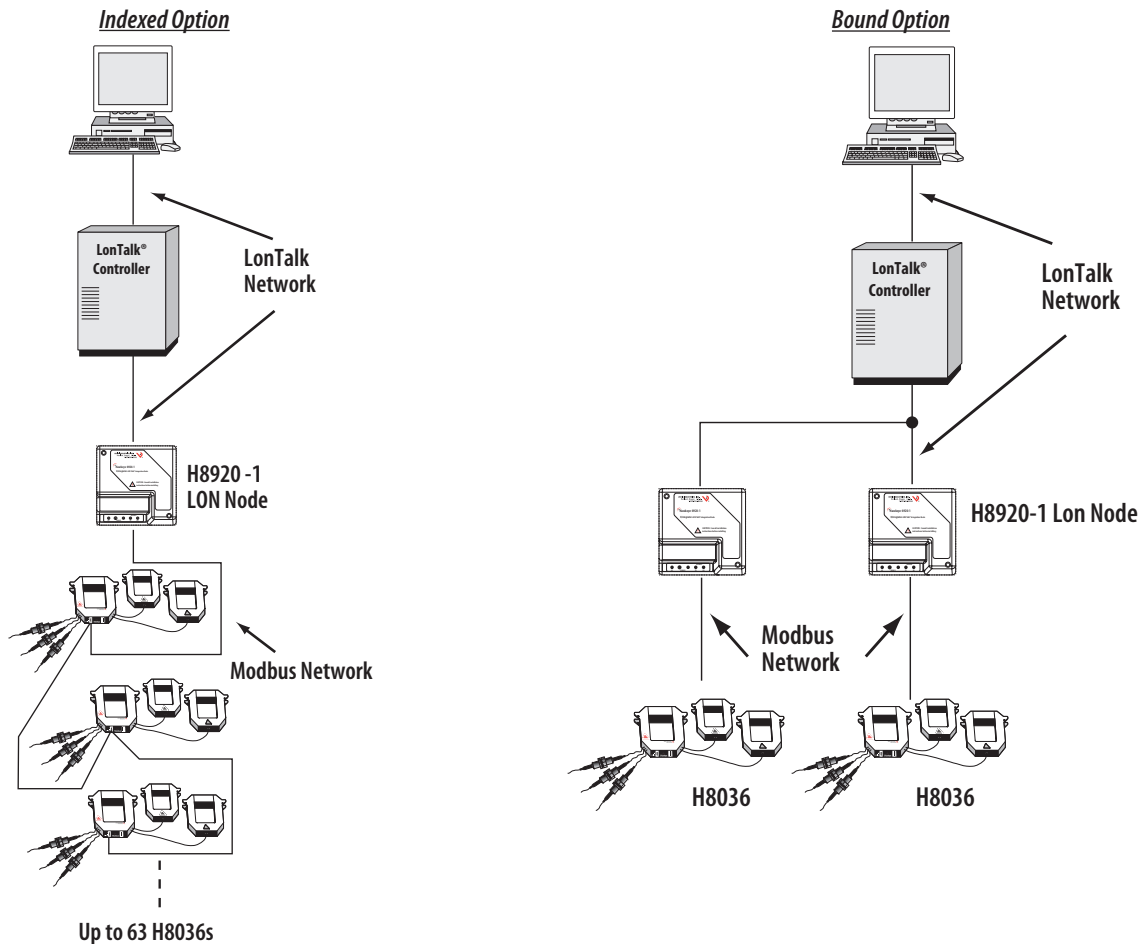 Indexed Option
LonTalk®
Controller
LonTalk
Network
H8920 -1
LON Node
Modbus Network
Up to 63 H8036s
Bound Option
LonTalk®
Controller
LonTalk
Network
H8920-1 Lon Node
Modbus
Network
H8036
H8036